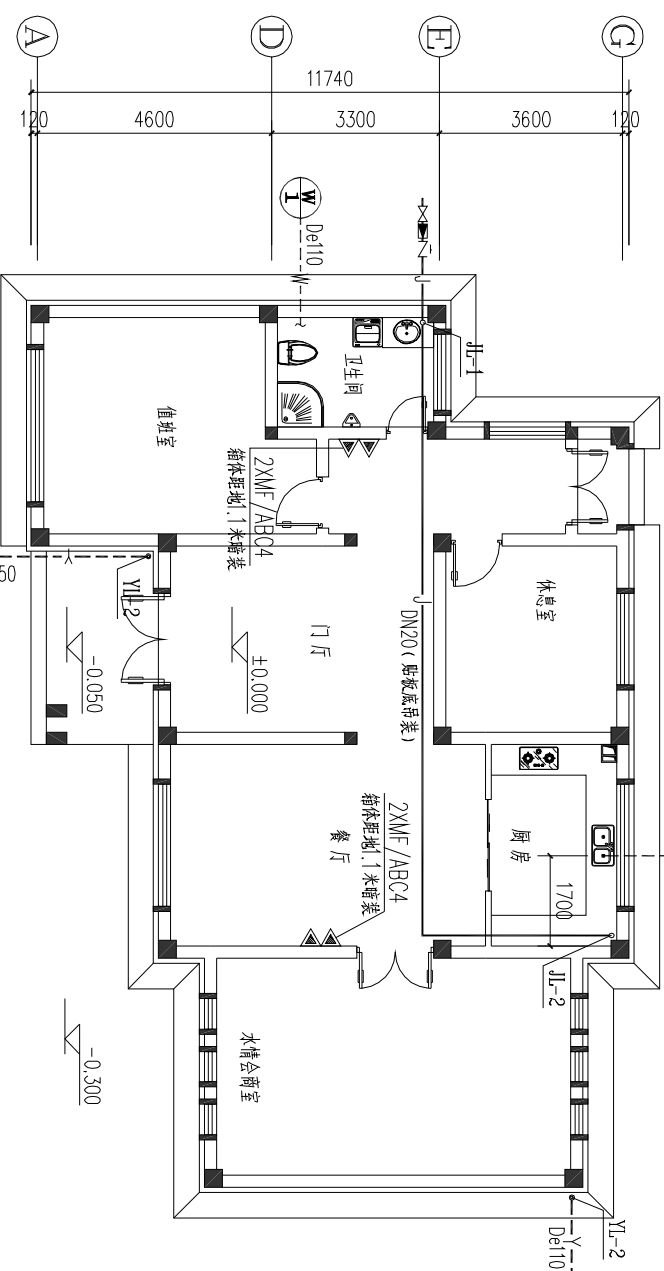 A
D
E
G
11740
120
4600
3300
3600
120
W
1
De110
W
J
JL-1
卫生间
值班室
2XMF/ABC4
箱体距地1.1米暗装
休息室
YL-2
Y
50
门厅
±0.000
-0.050
J
DN20(贴板底吊装)
2XMF/ABC4
箱体距地1.1米暗装
餐厅
厨房
1700
JL-2
水情会商室
-0.300
YL-2
Y
De110